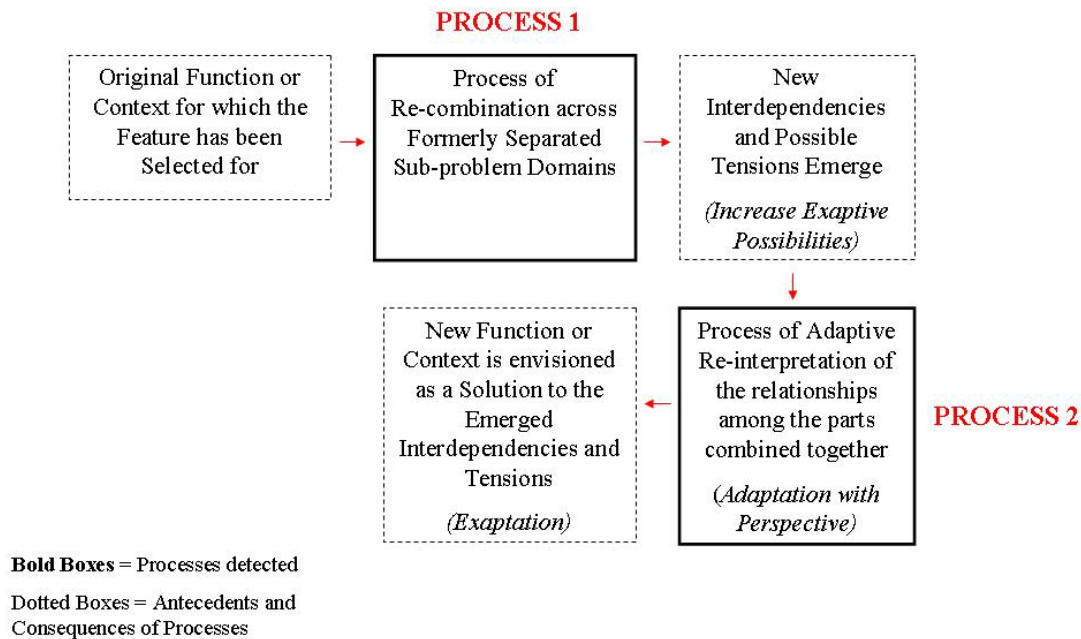 PROCESS 1
Original Function or
Context for which the
Feature has been
Selected for
Process of
Re-combination across
Formerly Separated
Sub-problem Domains
New
Interdependencies
and Possible
Tensions Emerge
(Increase Exaptive
Possibilities)
Process of Adaptive
Re-interpretation of
the relationships
among the parts
combined together
(Adaptation with
Perspective)
PROCESS 2
New Function or
Context is envisioned
as a Solution to the
Emerged
Interdependencies and
Tensions
(Exaptation)
Bold Boxes = Processes detected
Dotted Boxes = Antecedents and
Consequences of Processes